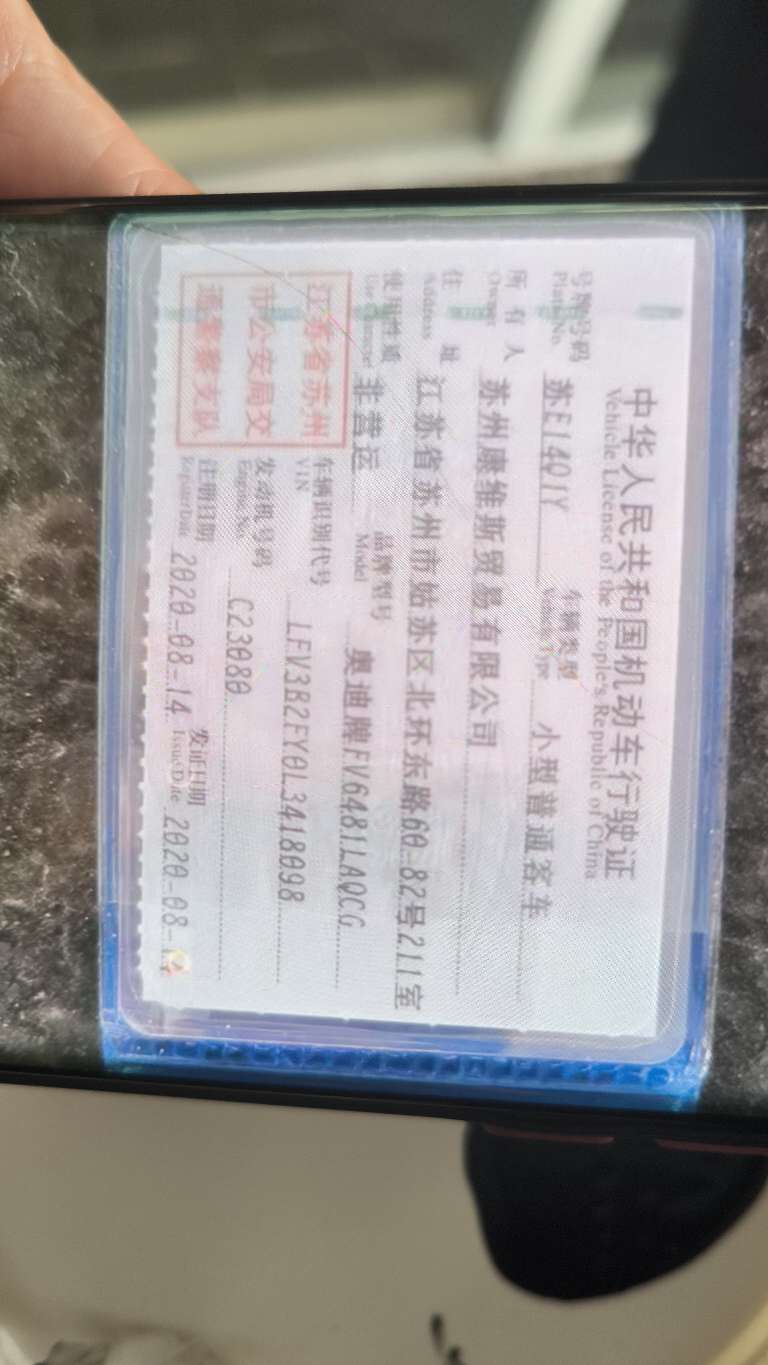 中华人民共和国机动车行驶证
Vehicle License of the People's Republic of China
号牌号码 苏E14Q1Y 车辆类型 小型普通客车
Plate No. Vehicle Type
所有人 苏州康维斯贸易有限公司
Owner
住址 江苏省苏州市姑苏区北环东路60-82号211室
Address
使用性质 非营运 品牌型号 奥迪牌FV6481LAQCG
Use Character Model
江苏省苏州 车辆识别代号 LFV3B2FY0L3418098
VIN
市公安局交 发动机号码 C23080
Engine No.
通警察支队 注册日期 2020-08-14 发证日期 2020-08-
Register Date Issue Date